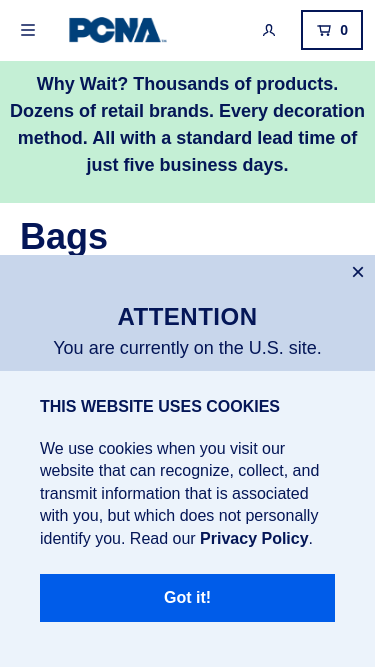 PCNA
0
Why Wait? Thousands of products.
Dozens of retail brands. Every decoration
method. All with a standard lead time of
just five business days.
Bags
ATTENTION
You are currently on the U.S. site.
THIS WEBSITE USES COOKIES
We use cookies when you visit our
website that can recognize, collect, and
transmit information that is associated
with you, but which does not personally
identify you. Read our Privacy Policy.
Got it!